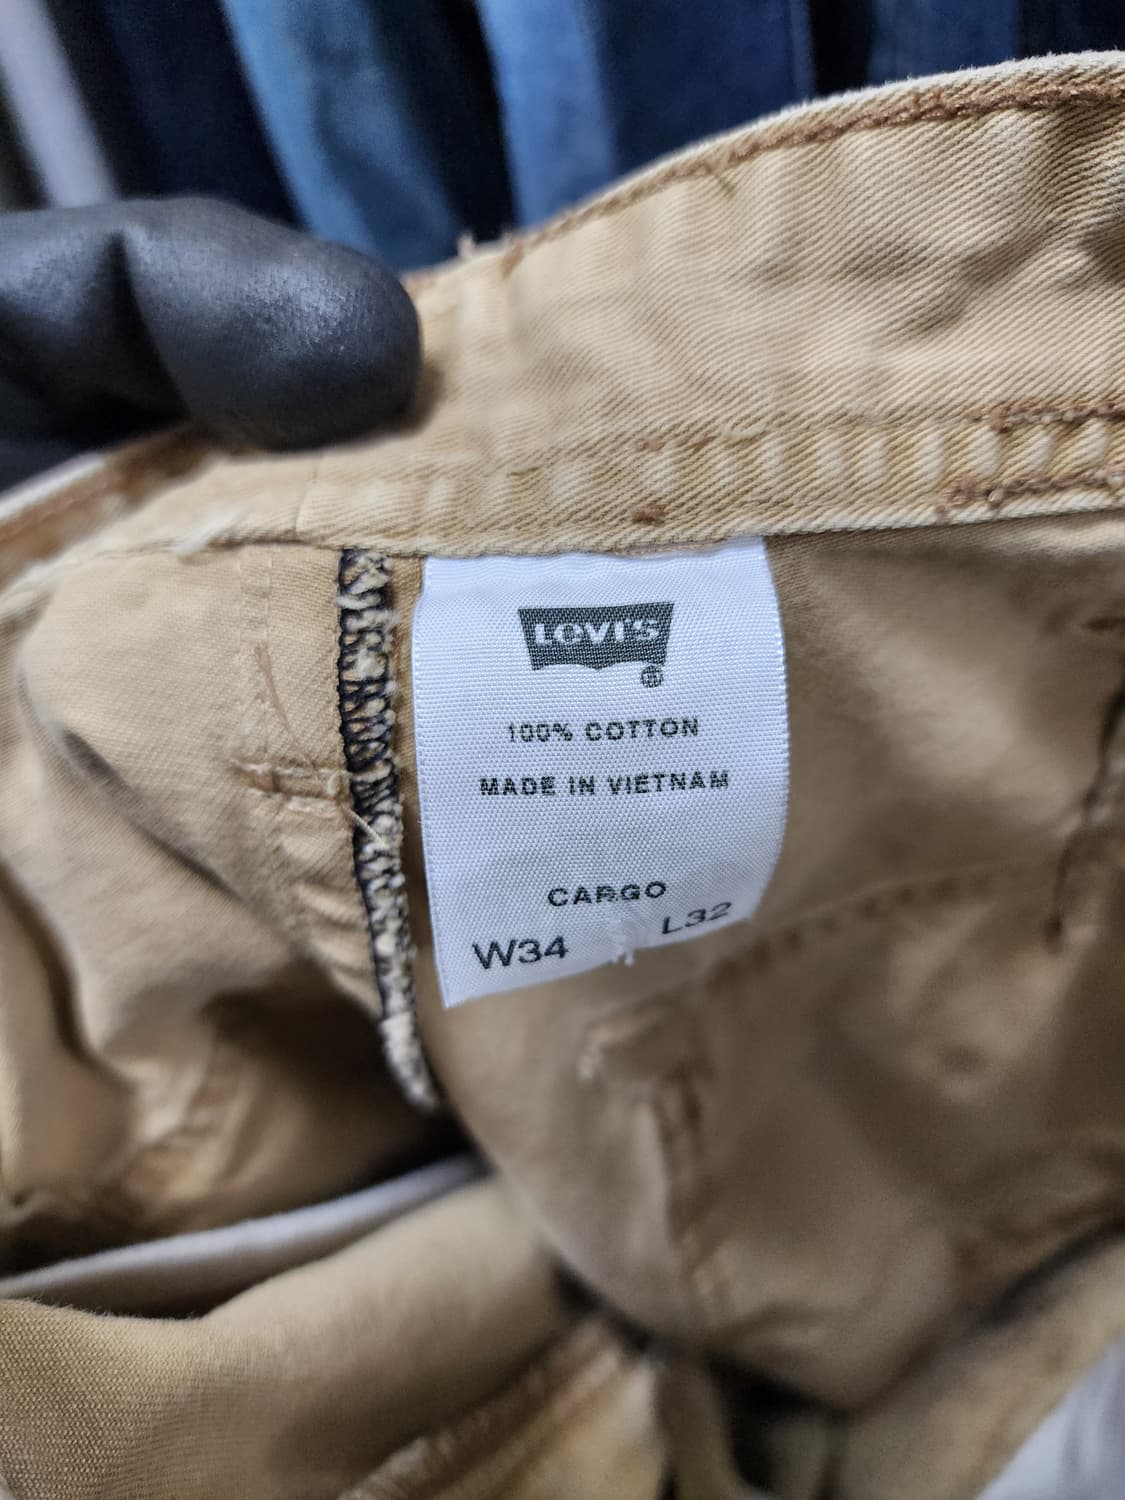 LEVI'S
®
100% COTTON
MADE IN VIETNAM
CARGO
W34 L32